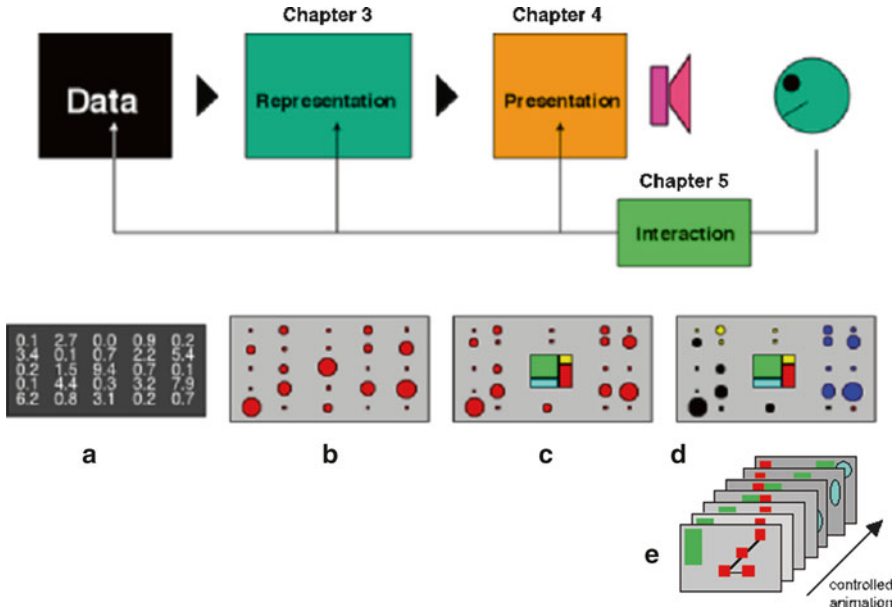 Chapter 3
Chapter 4
Data
Representation
Presentation
Chapter 5
Interaction
0.1 2.7 0.0 0.9 0.2
3.4 0.1 0.7 2.2 5.4
0.2 1.5 9.4 0.7 0.1
0.1 4.4 0.3 3.2 7.9
6.2 0.8 3.1 0.2 0.7
a
b
c
d
e
controlled
animation